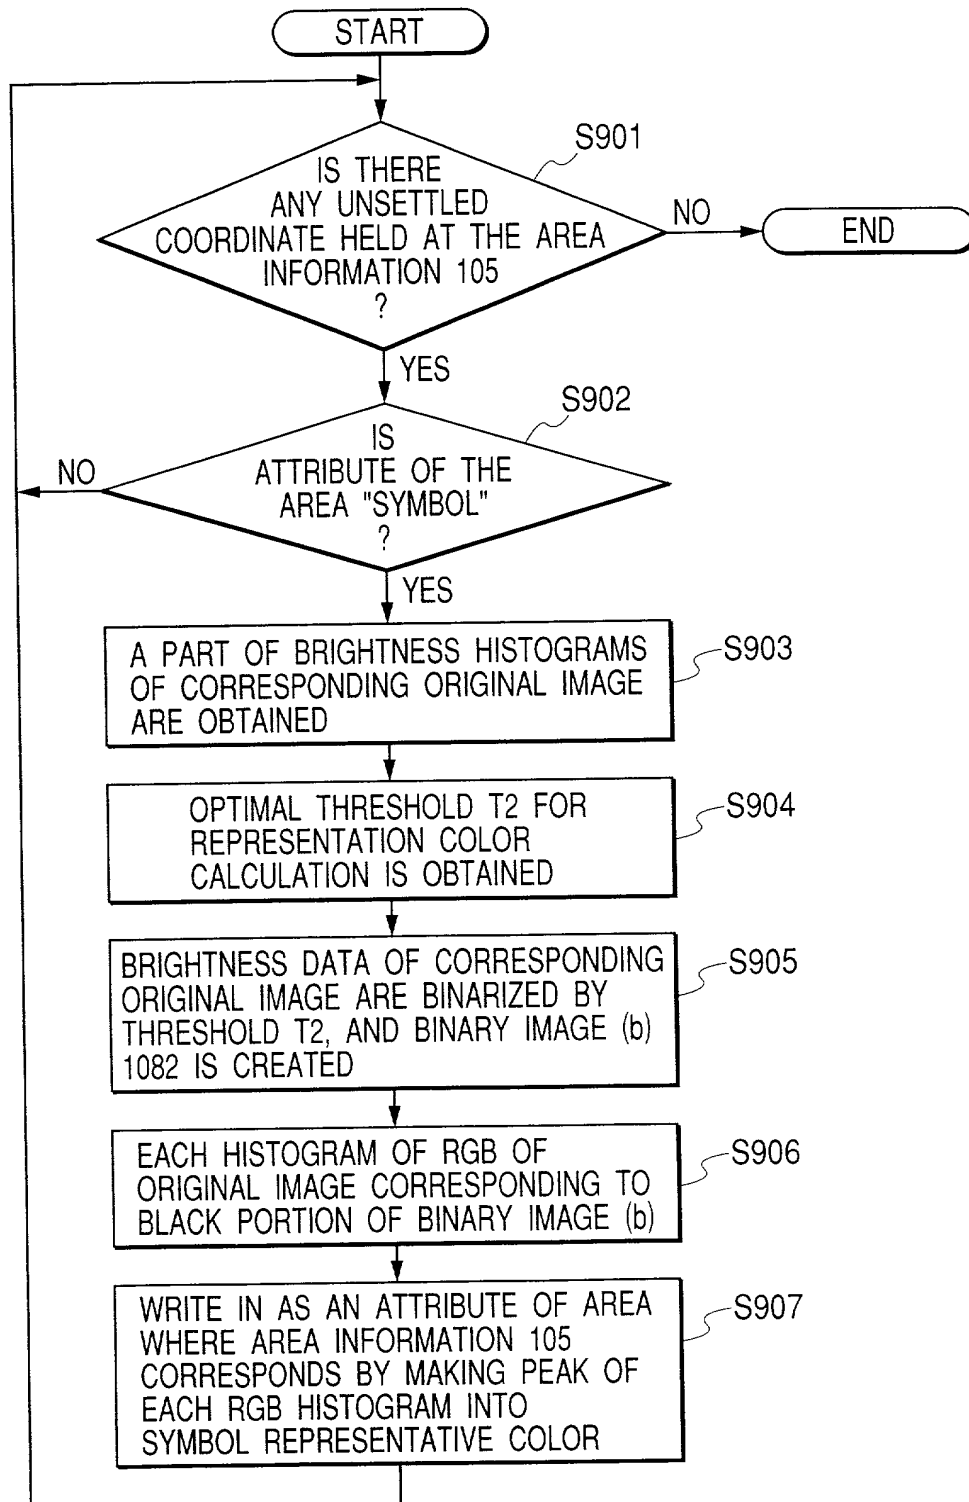 START
S901
IS THERE
ANY UNSETTLED
COORDINATE HELD AT THE AREA
INFORMATION 105
?
NO
END
YES
S902
IS
ATTRIBUTE OF THE
AREA "SYMBOL"
?
NO
YES
S903
A PART OF BRIGHTNESS HISTOGRAMS
OF CORRESPONDING ORIGINAL IMAGE
ARE OBTAINED
S904
OPTIMAL THRESHOLD T2 FOR
REPRESENTATION COLOR
CALCULATION IS OBTAINED
S905
BRIGHTNESS DATA OF CORRESPONDING
ORIGINAL IMAGE ARE BINARIZED BY
THRESHOLD T2, AND BINARY IMAGE (b)
1082 IS CREATED
S906
EACH HISTOGRAM OF RGB OF
ORIGINAL IMAGE CORRESPONDING TO
BLACK PORTION OF BINARY IMAGE (b)
S907
WRITE IN AS AN ATTRIBUTE OF AREA
WHERE AREA INFORMATION 105
CORRESPONDS BY MAKING PEAK OF
EACH RGB HISTOGRAM INTO
SYMBOL REPRESENTATIVE COLOR